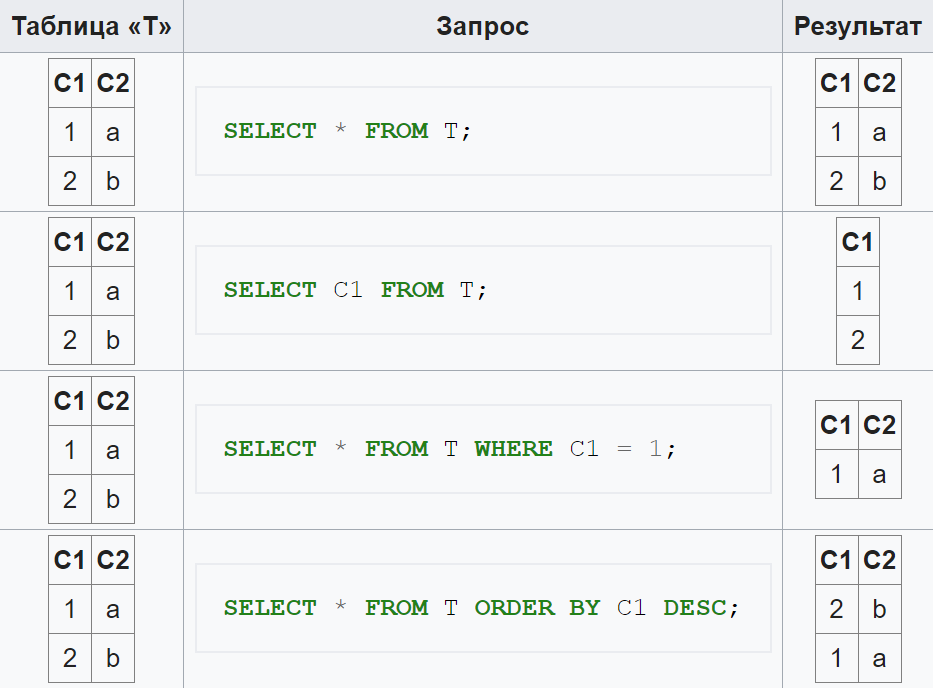 Таблица «T» Запрос Результат
C1 C2
1 a
2 b
SELECT * FROM T;
C1 C2
1 a
2 b
C1 C2
1 a
2 b
SELECT C1 FROM T;
C1
1
2
C1 C2
1 a
2 b
SELECT * FROM T WHERE C1 = 1;
C1 C2
1 a
C1 C2
1 a
2 b
SELECT * FROM T ORDER BY C1 DESC;
C1 C2
2 b
1 a